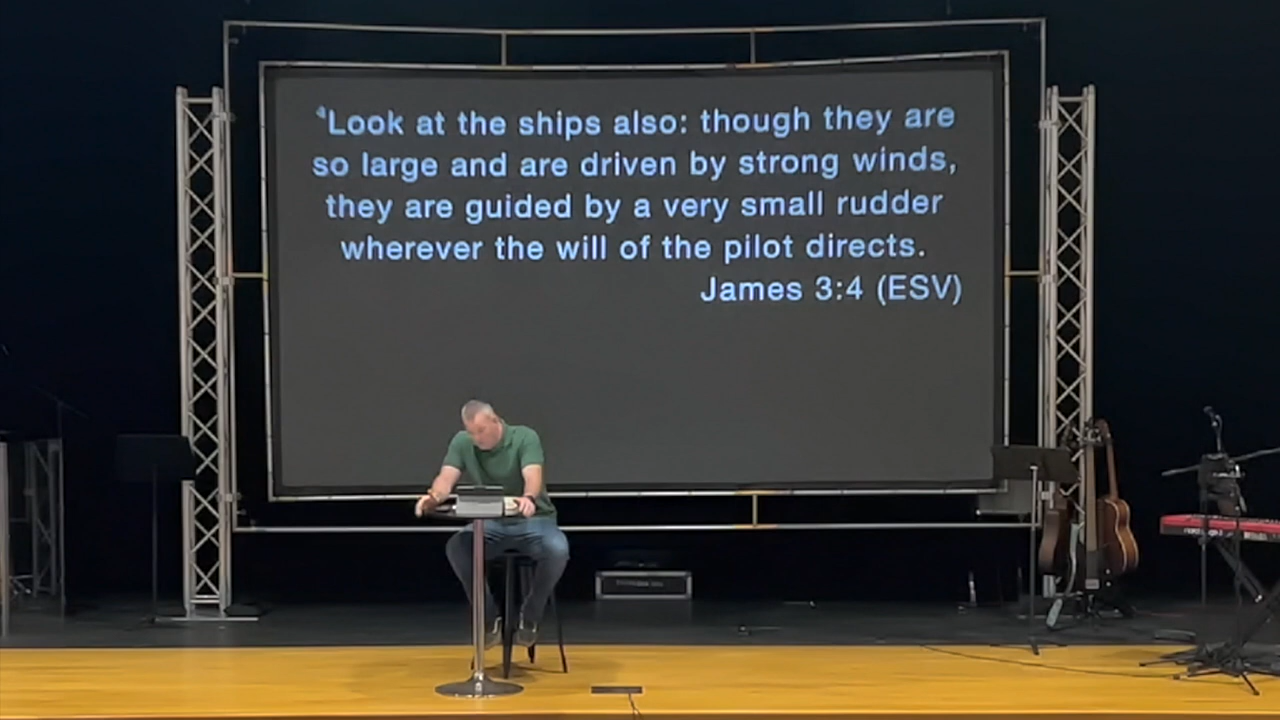 ⁴Look at the ships also: though they are
so large and are driven by strong winds,
they are guided by a very small rudder
wherever the will of the pilot directs.
James 3:4 (ESV)